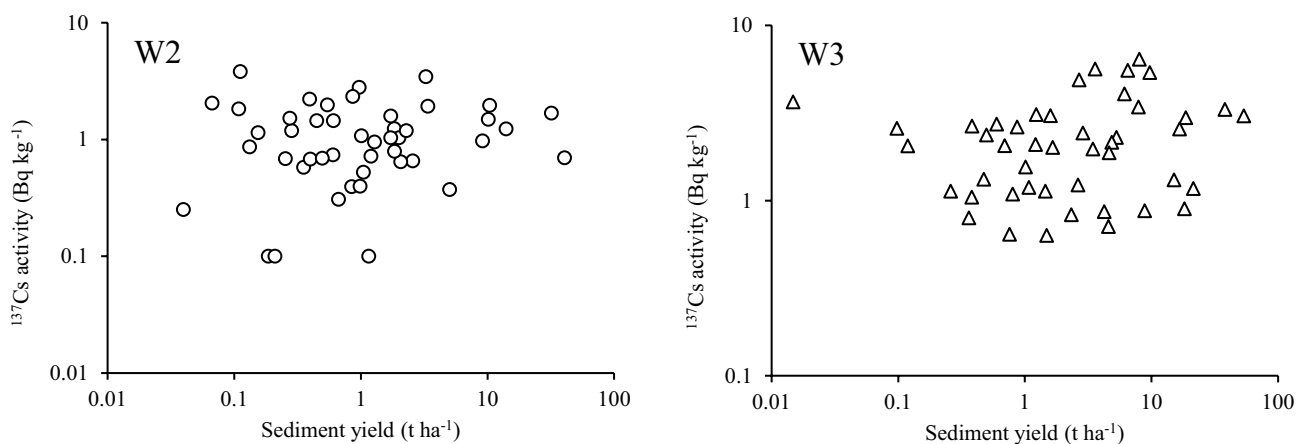 W2
10
1
0.1
0.01
0.01 0.1 1 10 100
Sediment yield (t ha⁻¹)
¹³⁷Cs activity (Bq kg⁻¹)
W3
10
1
0.1
0.01 0.1 1 10 100
Sediment yield (t ha⁻¹)
¹³⁷Cs activity (Bq kg⁻¹)